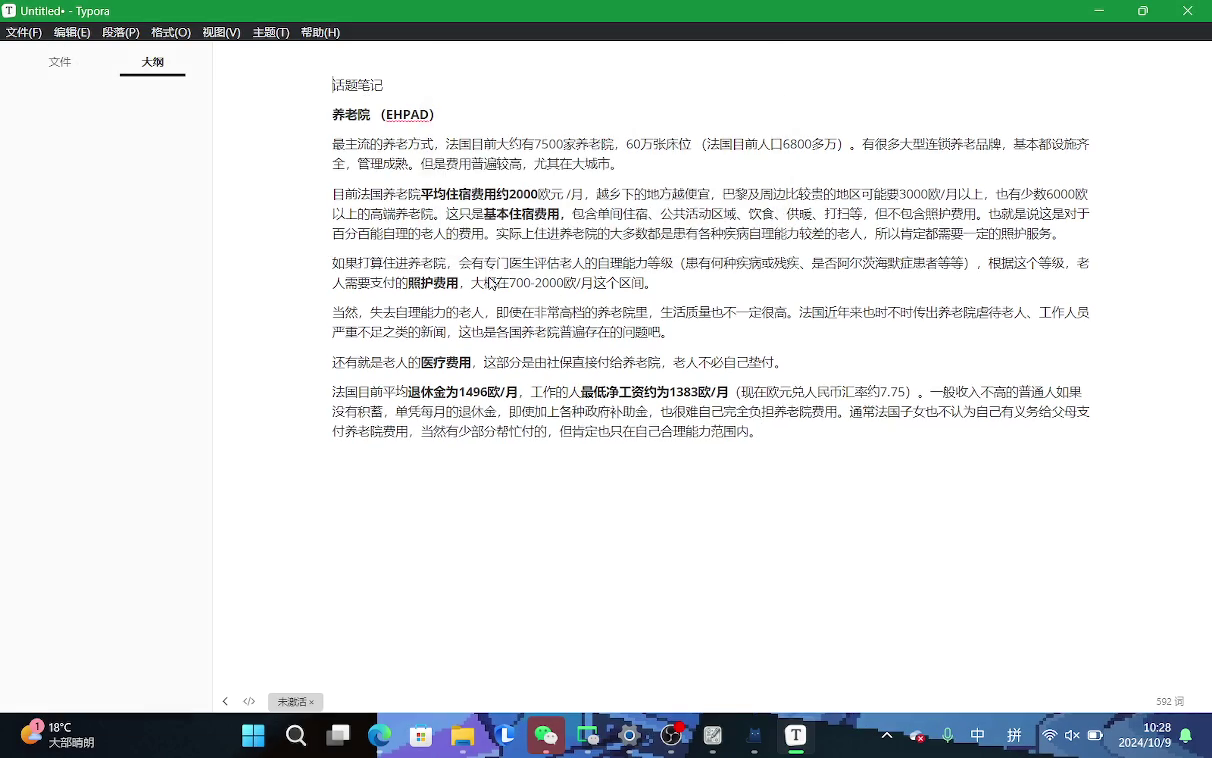 Untitled• - Typora
文件(F) 编辑(E) 段落(P) 格式(O) 视图(V) 主题(T) 帮助(H)
文件 大纲
话题笔记
养老院 （EHPAD）
最主流的养老方式，法国目前大约有7500家养老院，60万张床位 （法国目前人口6800多万）。有很多大型连锁养老品牌，基本都设施齐
全，管理成熟。但是费用普遍较高，尤其在大城市。
目前法国养老院平均住宿费用约2000欧元 /月，越乡下的地方越便宜，巴黎及周边比较贵的地区可能要3000欧/月以上，也有少数6000欧
以上的高端养老院。这只是基本住宿费用，包含单间住宿、公共活动区域、饮食、供暖、打扫等，但不包含照护费用。也就是说这是对于
百分百能自理的老人的费用。实际上住进养老院的大多数都是患有各种疾病自理能力较差的老人，所以肯定都需要一定的照护服务。
如果打算住进养老院，会有专门医生评估老人的自理能力等级（患有何种疾病或残疾、是否阿尔茨海默症患者等等），根据这个等级，老
人需要支付的照护费用，大概在700-2000欧/月这个区间。
当然，失去自理能力的老人，即使在非常高档的养老院里，生活质量也不一定很高。法国近年来也时不时传出养老院虐待老人、工作人员
严重不足之类的新闻，这也是各国养老院普遍存在的问题吧。
还有就是老人的医疗费用，这部分是由社保直接付给养老院，老人不必自己垫付。
法国目前平均退休金为1496欧/月，工作的人最低净工资约为1383欧/月（现在欧元兑人民币汇率约7.75）。一般收入不高的普通人如果
没有积蓄，单凭每月的退休金，即使加上各种政府补助金，也很难自己完全负担养老院费用。通常法国子女也不认为自己有义务给父母支
付养老院费用，当然有少部分帮忙付的，但肯定也只在自己合理能力范围内。
</> 未激活 × 592 词
1 18°C
大部晴朗
L T 中 拼 10:28
2024/10/9